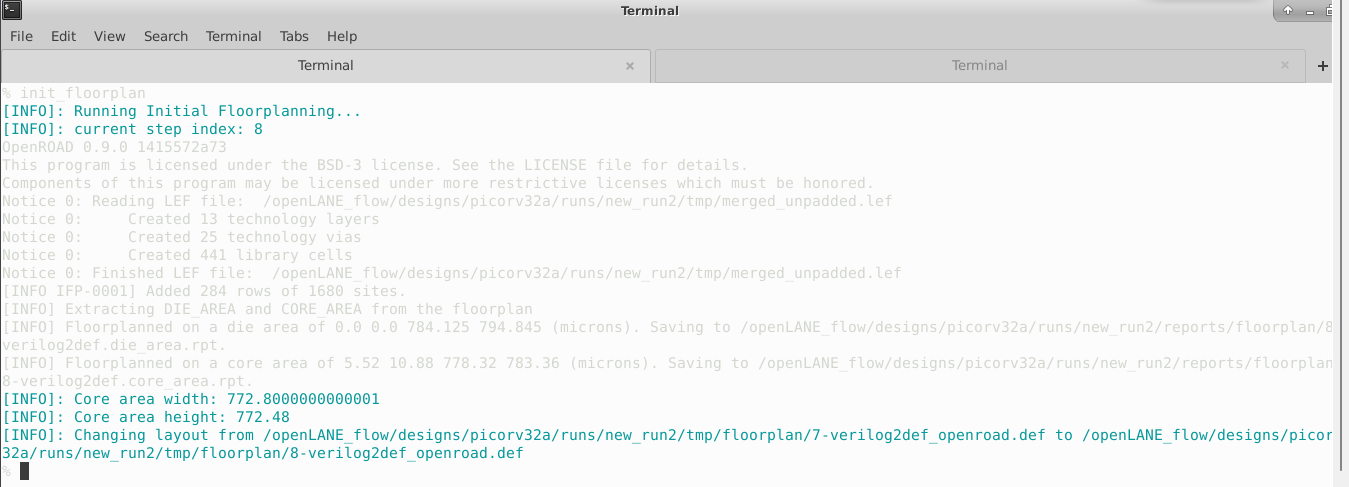 Terminal
File Edit View Search Terminal Tabs Help
Terminal × Terminal × +
% init_floorplan
[INFO]: Running Initial Floorplanning...
[INFO]: current step index: 8
OpenROAD 0.9.0 1415572a73
This program is licensed under the BSD-3 license. See the LICENSE file for details.
Components of this program may be licensed under more restrictive licenses which must be honored.
Notice 0: Reading LEF file:  /openLANE_flow/designs/picorv32a/runs/new_run2/tmp/merged_unpadded.lef
Notice 0:     Created 13 technology layers
Notice 0:     Created 25 technology vias
Notice 0:     Created 441 library cells
Notice 0: Finished LEF file:  /openLANE_flow/designs/picorv32a/runs/new_run2/tmp/merged_unpadded.lef
[INFO IFP-0001] Added 284 rows of 1680 sites.
[INFO] Extracting DIE_AREA and CORE_AREA from the floorplan
[INFO] Floorplanned on a die area of 0.0 0.0 784.125 794.845 (microns). Saving to /openLANE_flow/designs/picorv32a/runs/new_run2/reports/floorplan/8
verilog2def.die_area.rpt.
[INFO] Floorplanned on a core area of 5.52 10.88 778.32 783.36 (microns). Saving to /openLANE_flow/designs/picorv32a/runs/new_run2/reports/floorplan
8-verilog2def.core_area.rpt.
[INFO]: Core area width: 772.8000000000001
[INFO]: Core area height: 772.48
[INFO]: Changing layout from /openLANE_flow/designs/picorv32a/runs/new_run2/tmp/floorplan/7-verilog2def_openroad.def to /openLANE_flow/designs/picor
32a/runs/new_run2/tmp/floorplan/8-verilog2def_openroad.def
%